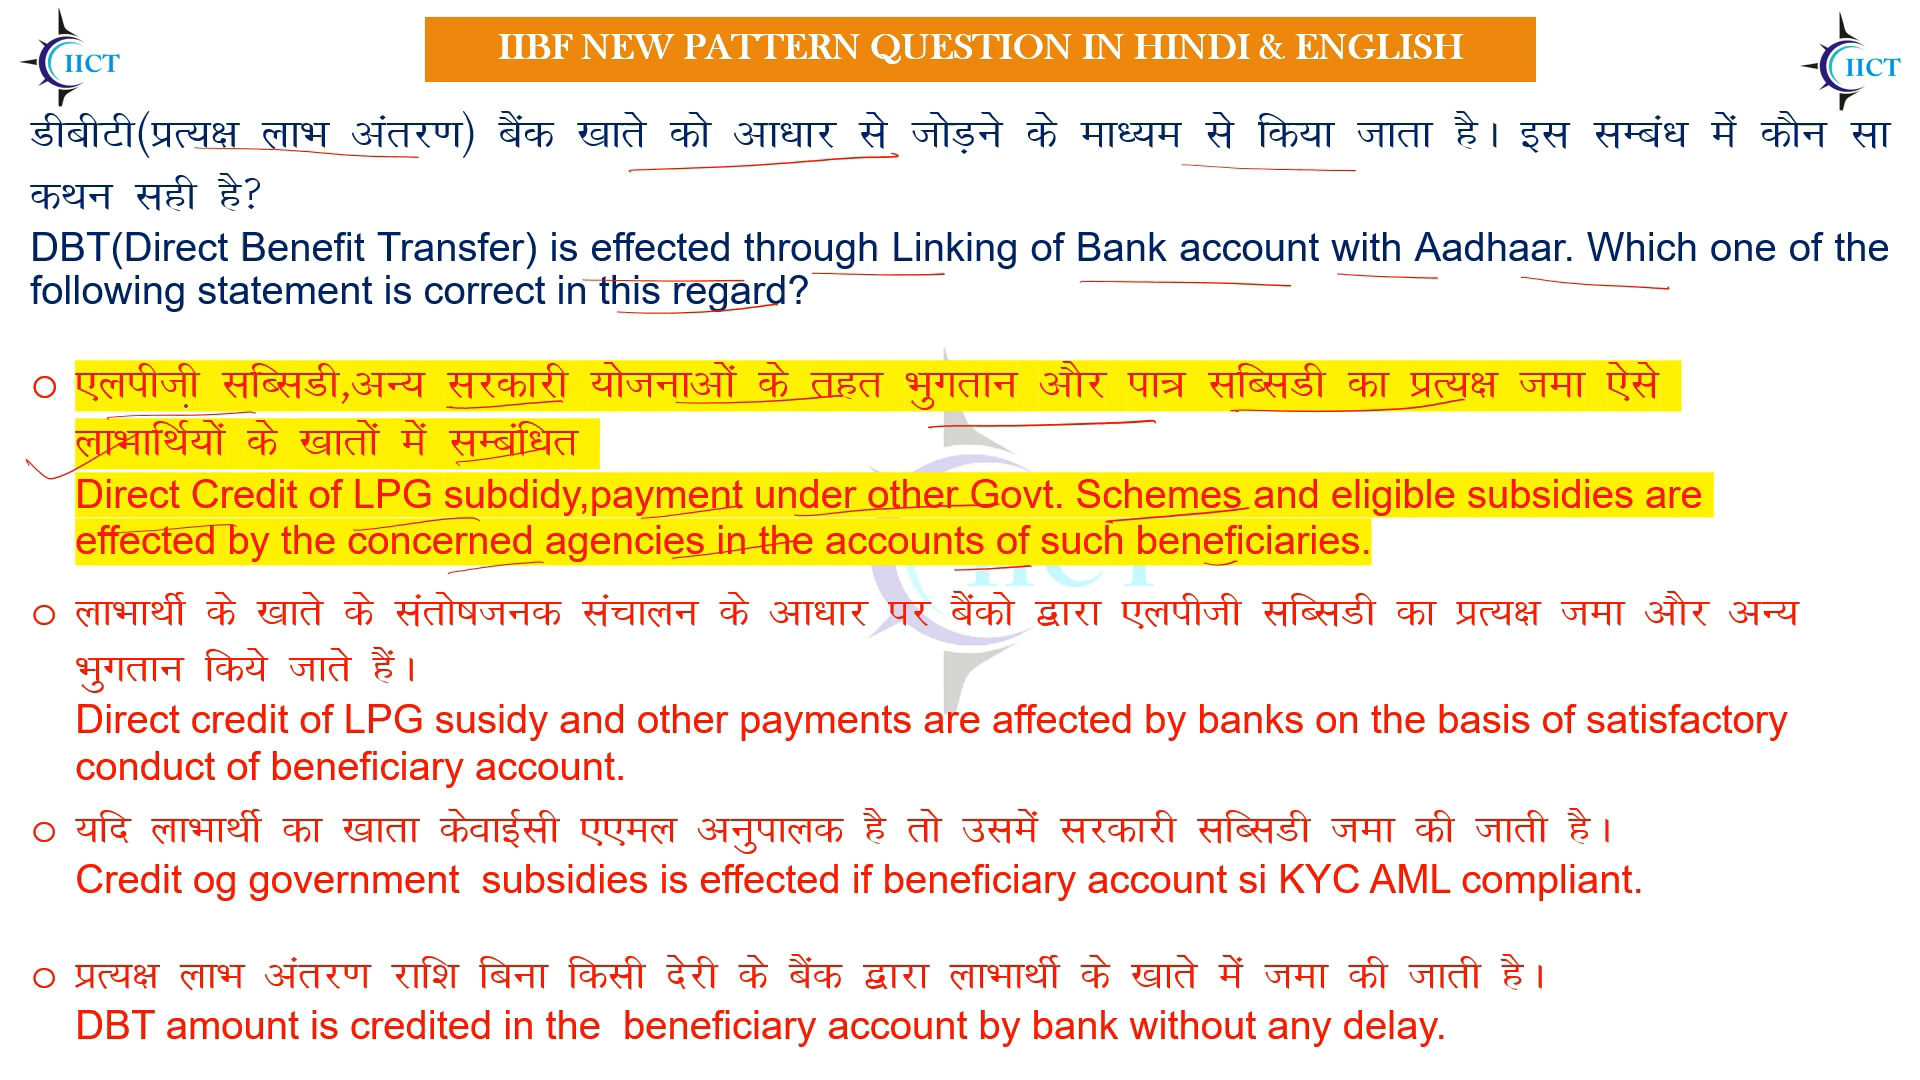 IICT
IIBF NEW PATTERN QUESTION IN HINDI & ENGLISH
IICT
डीबीटी(प्रत्यक्ष लाभ अंतरण) बैंक खाते को आधार से जोड़ने के माध्यम से किया जाता है। इस सम्बंध में कौन सा
कथन सही है?
DBT(Direct Benefit Transfer) is effected through Linking of Bank account with Aadhaar. Which one of the
following statement is correct in this regard?
एलपीजी सब्सिडी,अन्य सरकारी योजनाओं के तहत भुगतान और पात्र सब्सिडी का प्रत्यक्ष जमा ऐसे
लाभार्थियों के खातों में सम्बंधित
Direct Credit of LPG subdidy,payment under other Govt. Schemes and eligible subsidies are
effected by the concerned agencies in the accounts of such beneficiaries.
IICT
लाभार्थी के खाते के संतोषजनक संचालन के आधार पर बैंको द्वारा एलपीजी सब्सिडी का प्रत्यक्ष जमा और अन्य
भुगतान किये जाते हैं।
Direct credit of LPG susidy and other payments are affected by banks on the basis of satisfactory
conduct of beneficiary account.
यदि लाभार्थी का खाता केवाईसी एएमल अनुपालक है तो उसमें सरकारी सब्सिडी जमा की जाती है।
Credit og government subsidies is effected if beneficiary account si KYC AML compliant.
प्रत्यक्ष लाभ अंतरण राशि बिना किसी देरी के बैंक द्वारा लाभार्थी के खाते में जमा की जाती है।
DBT amount is credited in the beneficiary account by bank without any delay.